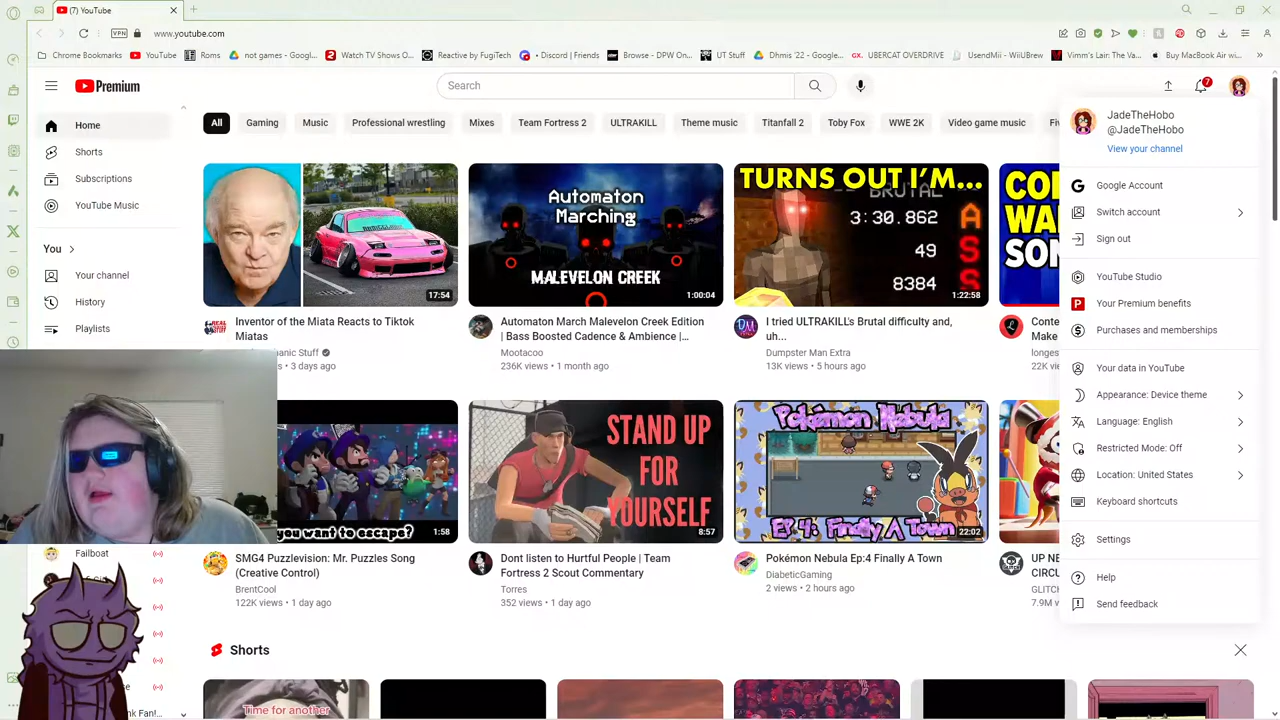 (7) YouTube
VPN
www.youtube.com
Chrome Bookmarks
YouTube
Roms
not games - Googl...
Watch TV Shows O...
Reactive by FugiTech
• Discord | Friends
Browse - DPW On...
UT Stuff
Dhmis '22 - Googl...
GX.
UBERCAT OVERDRIVE
UsendMii - WiiUBrew
Vimm's Lair: The Va...
Buy MacBook Air wi...
Premium
Search
7
All
Gaming
Music
Professional wrestling
Mixes
Team Fortress 2
ULTRAKILL
Theme music
Titanfall 2
Toby Fox
WWE 2K
Video game music
Home
Shorts
Subscriptions
YouTube Music
You
Your channel
History
Playlists
Failboat
17:54
Inventor of the Miata Reacts to Tiktok
Miatas
3 days ago
Automaton
Marching
MALEVELON CREEK
1:00:04
Automaton March Malevelon Creek Edition
| Bass Boosted Cadence & Ambience |...
Mootacoo
236K views • 1 month ago
TURNS OUT I'M...
BRUTAL
3:30.862
A
49
S
8384
S
1:22:58
I tried ULTRAKILL's Brutal difficulty and,
uh...
Dumpster Man Extra
13K views • 5 hours ago
you want to escape?
1:58
SMG4 Puzzlevision: Mr. Puzzles Song
(Creative Control)
BrentCool
122K views • 1 day ago
STAND UP
FOR
YOURSELF
8:57
Dont listen to Hurtful People | Team
Fortress 2 Scout Commentary
Torres
352 views • 1 day ago
Pokémon Nebula
EP 4: Finally A Town
22:02
Pokémon Nebula Ep:4 Finally A Town
DiabeticGaming
2 views • 2 hours ago
Shorts
Time for another
JadeTheHobo
@JadeTheHobo
View your channel
Google Account
Switch account
Sign out
YouTube Studio
Your Premium benefits
Purchases and memberships
Your data in YouTube
Appearance: Device theme
Language: English
Restricted Mode: Off
Location: United States
Keyboard shortcuts
Settings
Help
Send feedback